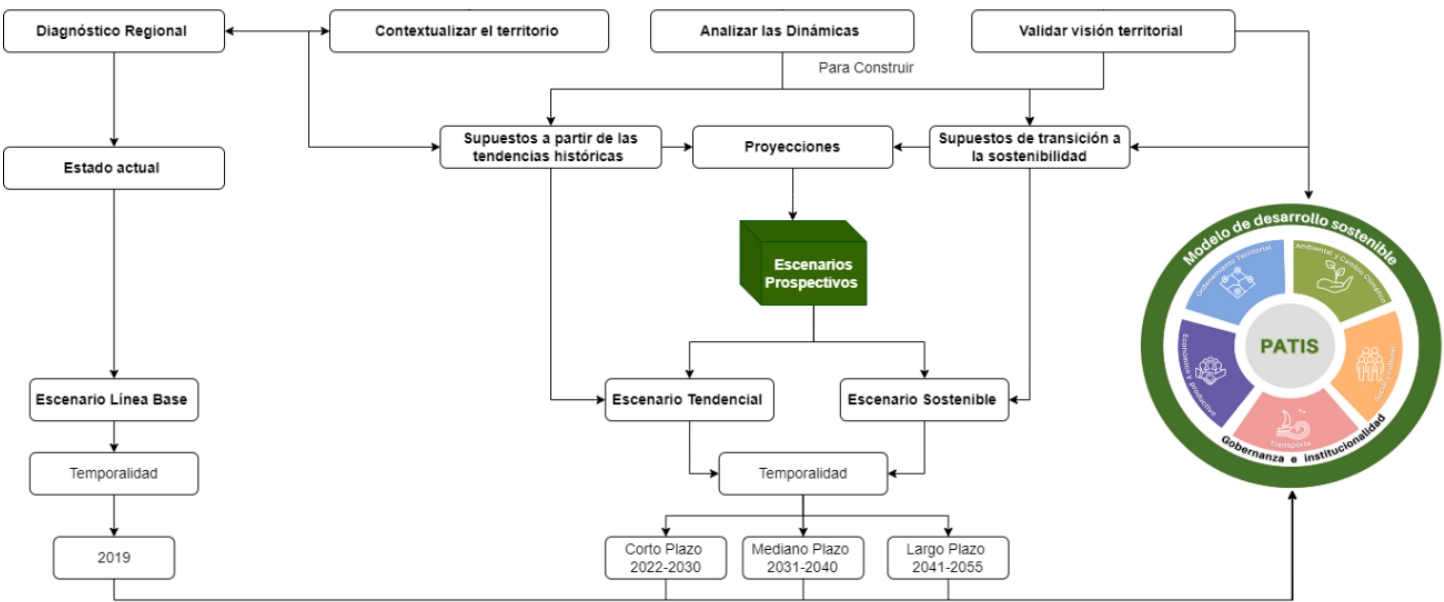 Diagnóstico Regional
Contextualizar el territorio
Analizar las Dinámicas
Validar visión territorial
Para Construir
Supuestos a partir de las
tendencias históricas
Proyecciones
Supuestos de transición a
la sostenibilidad
Estado actual
Escenarios
Prospectivos
Modelo de desarrollo sostenible
Ordenamiento Territorial
Ambiental y Cambio Climático
PATIS
Económico y productivo
Social y cultural
Transporte
Gobernanza e institucionalidad
Escenario Línea Base
Escenario Tendencial
Escenario Sostenible
Temporalidad
Temporalidad
2019
Corto Plazo
2022-2030
Mediano Plazo
2031-2040
Largo Plazo
2041-2055